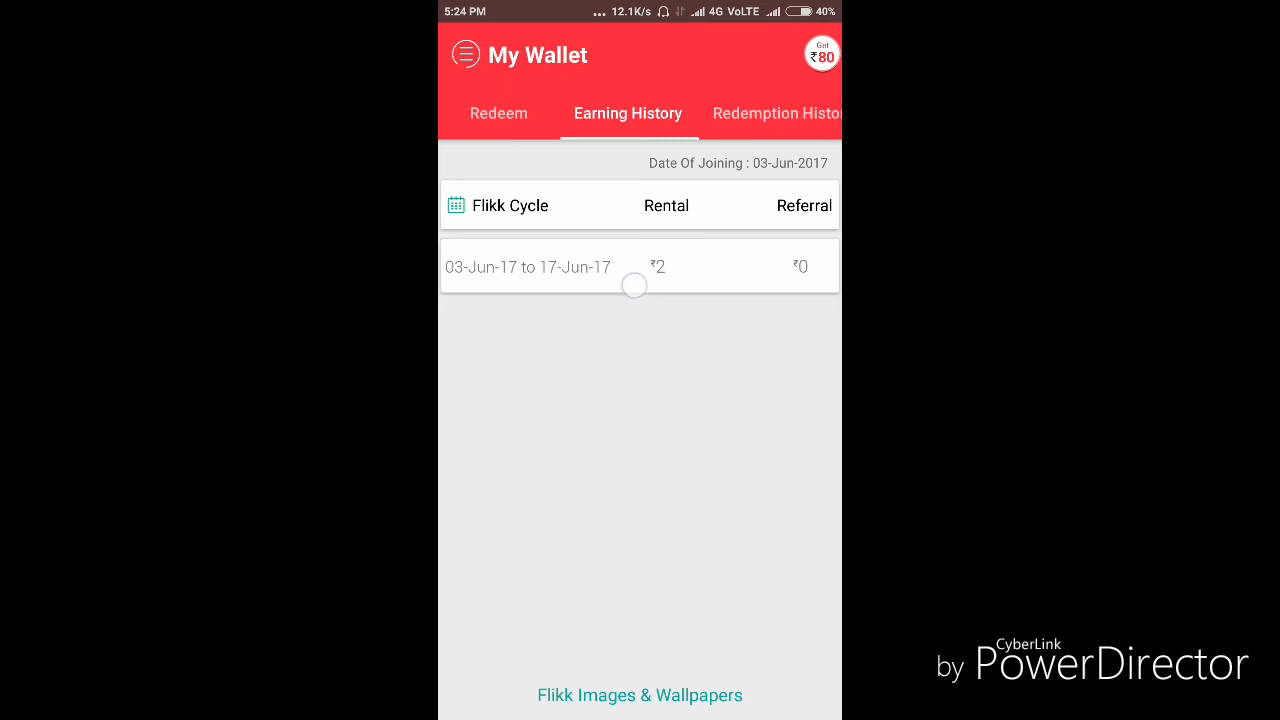 5:24 PM ... 12.1K/s 4G VoLTE 40%
My Wallet
Get
₹80
Redeem Earning History Redemption Histo
Date Of Joining : 03-Jun-2017
Flikk Cycle Rental Referral
03-Jun-17 to 17-Jun-17 ₹2 ₹0
Flikk Images & Wallpapers
CyberLink
by PowerDirector